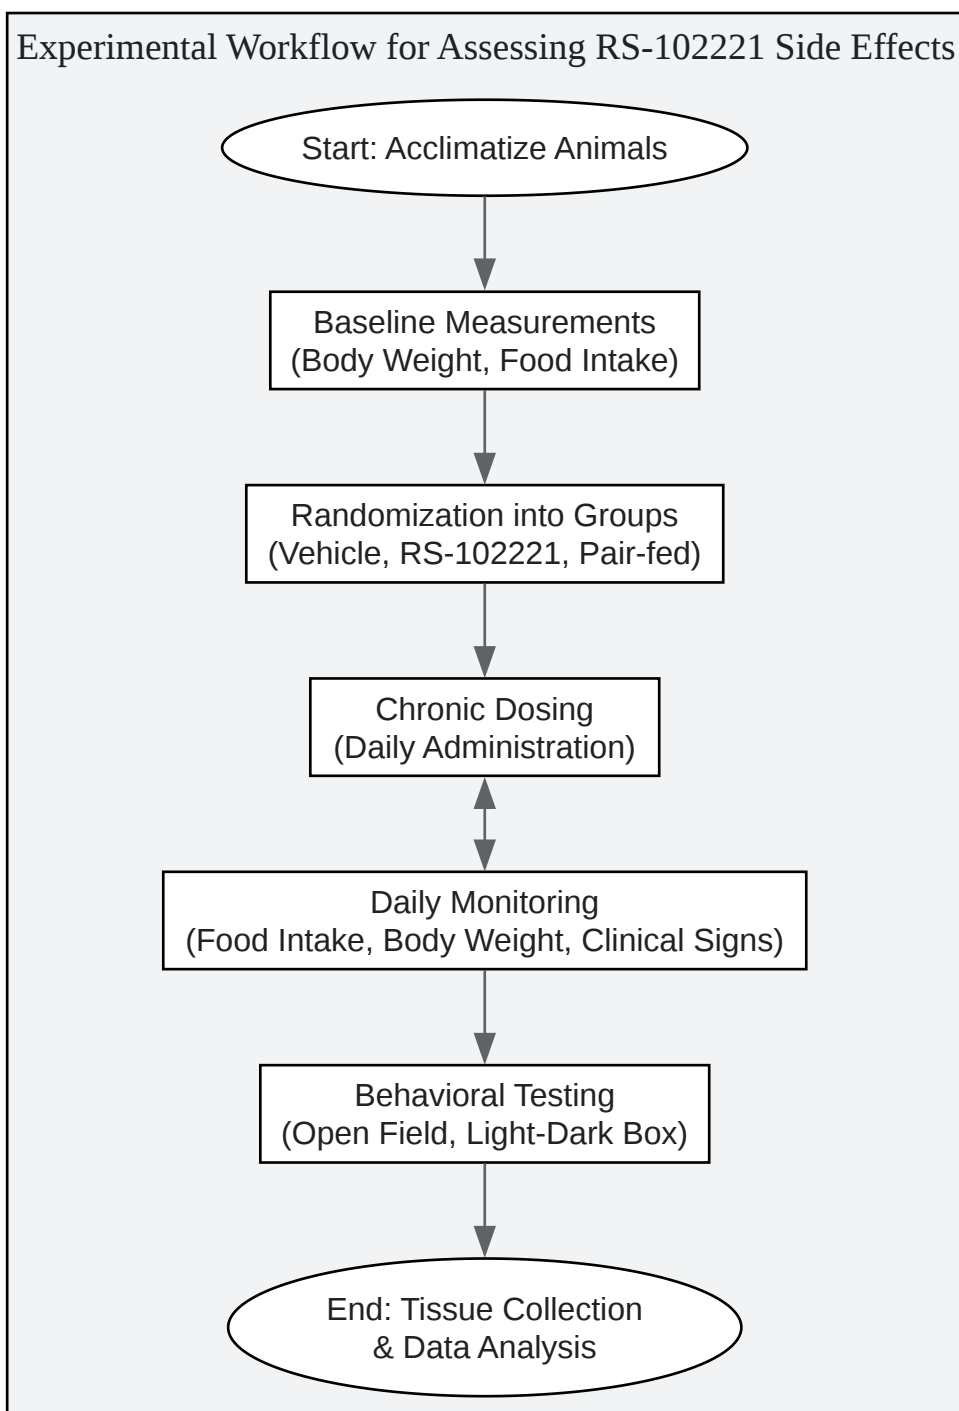 Experimental Workflow for Assessing RS-102221 Side Effects
Start: Acclimatize Animals
Baseline Measurements
(Body Weight, Food Intake)
Randomization into Groups
(Vehicle, RS-102221, Pair-fed)
Chronic Dosing
(Daily Administration)
Daily Monitoring
(Food Intake, Body Weight, Clinical Signs)
Behavioral Testing
(Open Field, Light-Dark Box)
End: Tissue Collection
& Data Analysis